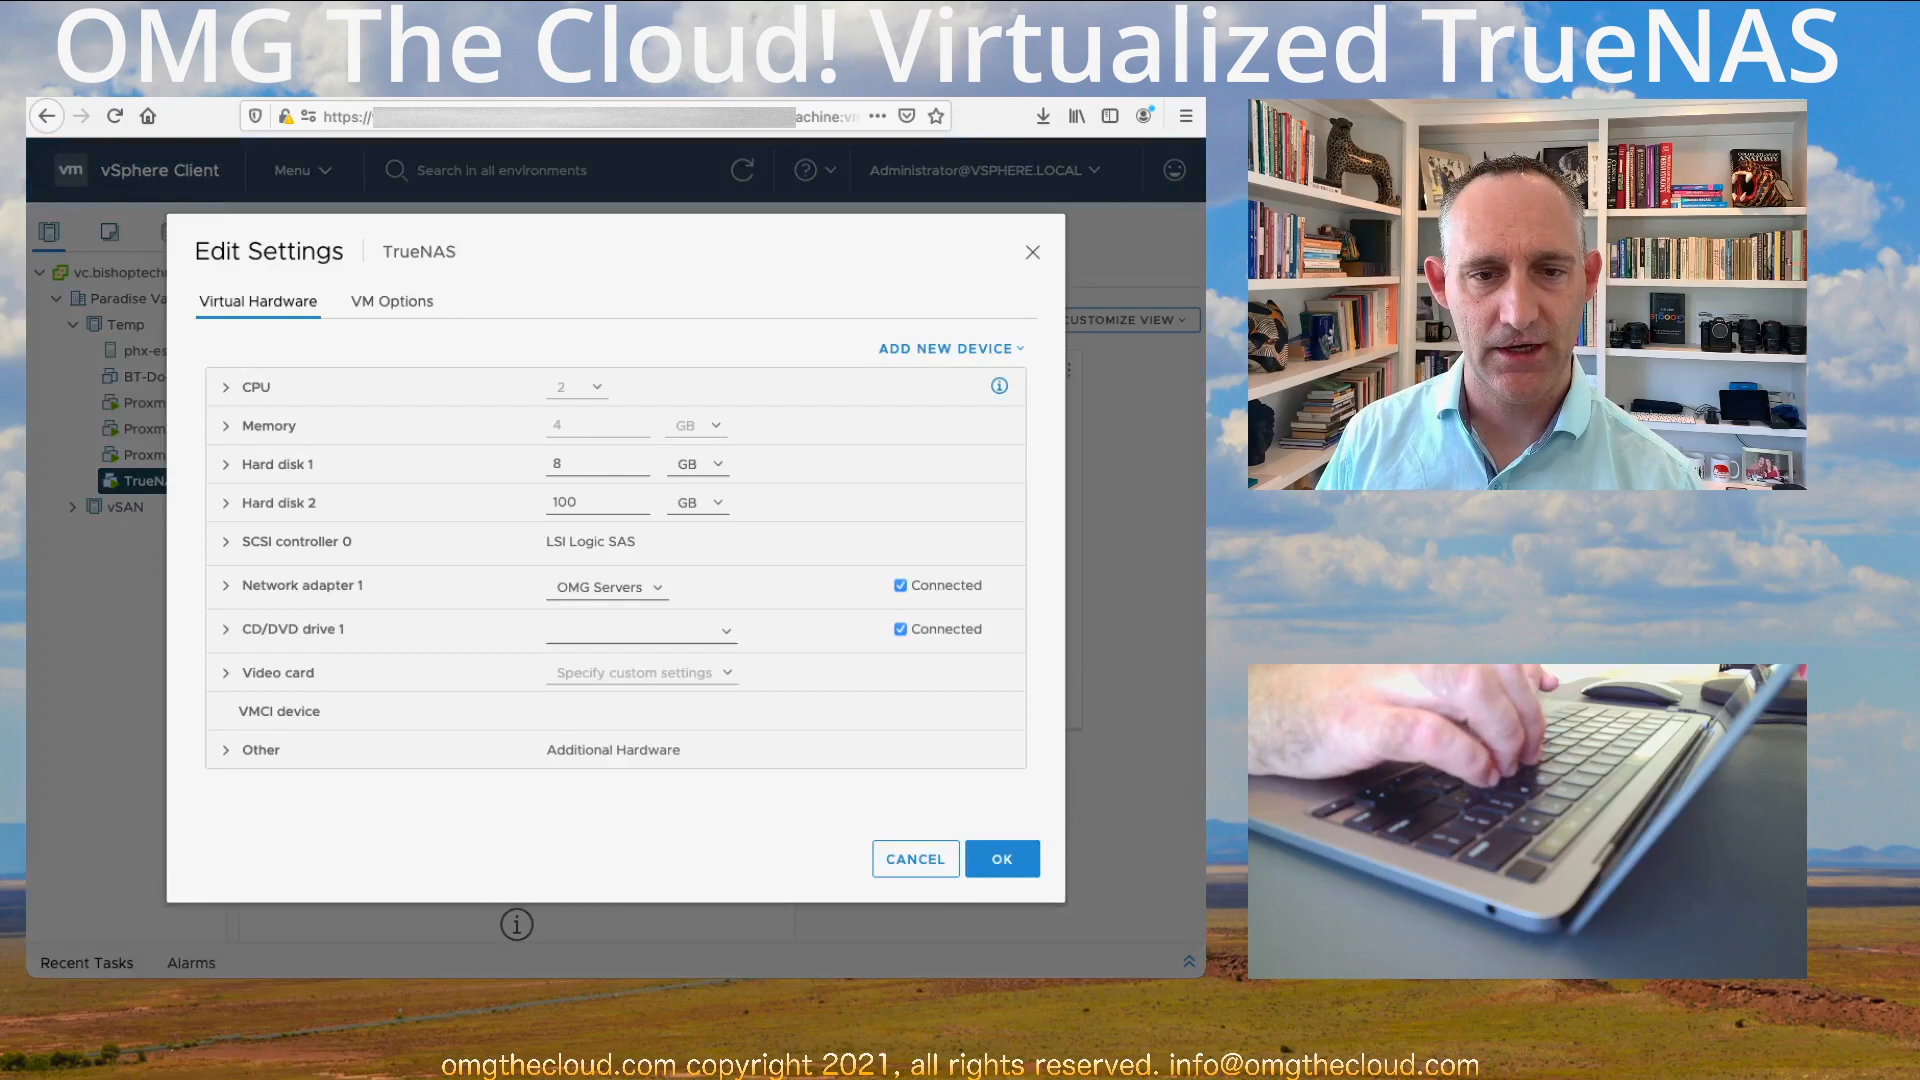 OMG The Cloud! Virtualized TrueNAS
https://
achine:vm
vm vSphere Client
Menu
Search in all environments
Administrator@VSPHERE.LOCAL
Edit Settings
TrueNAS
Virtual Hardware
VM Options
CUSTOMIZE VIEW
ADD NEW DEVICE
vc.bishoptech
Paradise Va
Temp
phx-es
BT-Do
Proxm
Proxm
Proxm
TrueN
vSAN
CPU 2
Memory 4 GB
Hard disk 1 8 GB
Hard disk 2 100 GB
SCSI controller 0 LSI Logic SAS
Network adapter 1 OMG Servers Connected
CD/DVD drive 1 Connected
Video card Specify custom settings
VMCI device
Other Additional Hardware
CANCEL
OK
Recent Tasks
Alarms
ANATOMY
Google
omgthecloud.com copyright 2021, all rights reserved. info@omgthecloud.com